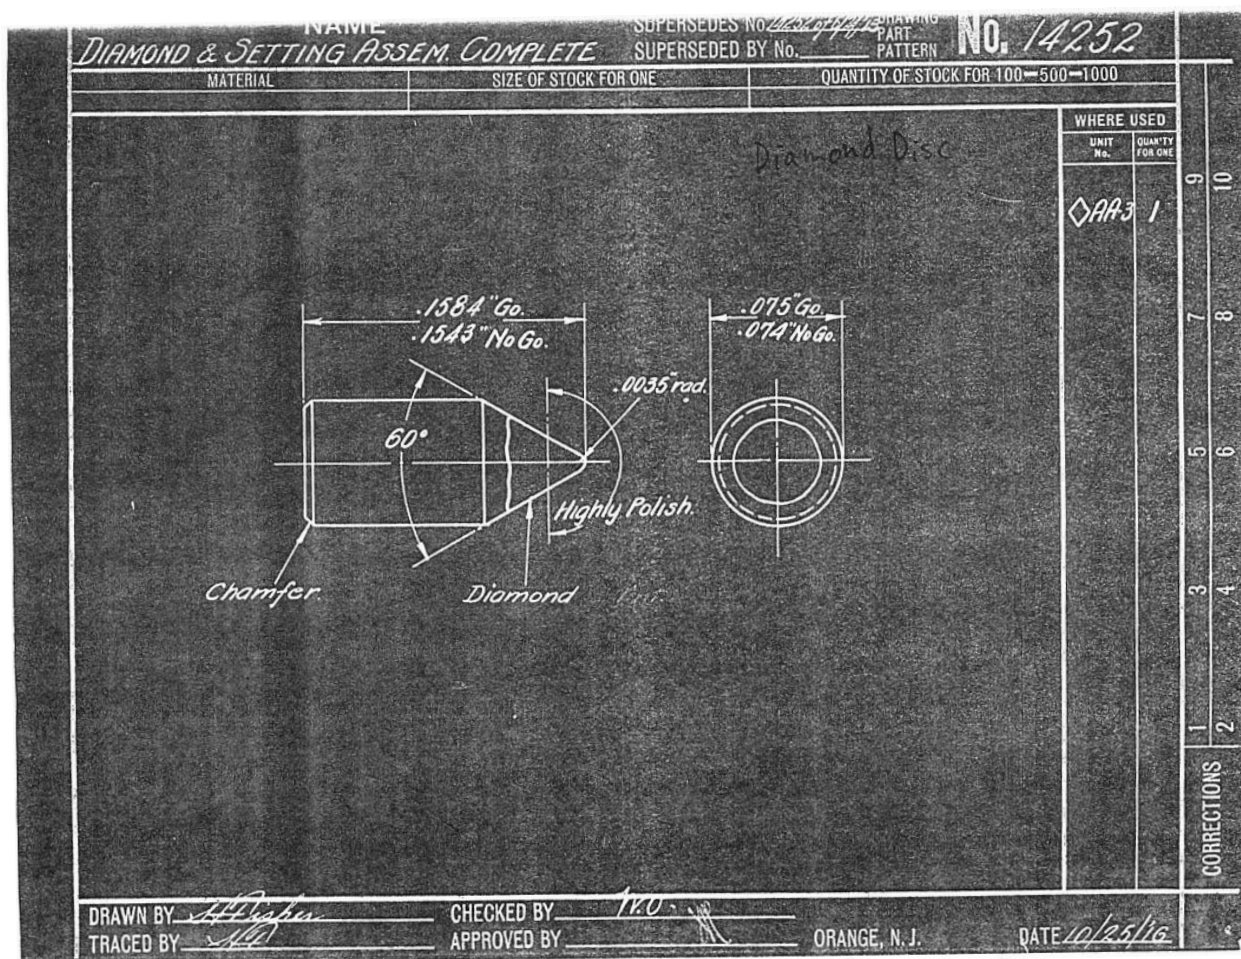 NAME
DIAMOND & SETTING ASSEM. COMPLETE
SUPERSEDES No. 14252 of
SUPERSEDED BY No.
DRAWING
PART
PATTERN
NO. 14252
MATERIAL
SIZE OF STOCK FOR ONE
QUANTITY OF STOCK FOR 100-500-1000
WHERE USED
UNIT No.
QUAN'TY FOR ONE
◇AA3 1
Diamond Disc
.1584" Go.
.1543" No Go.
.075" Go.
.074" No Go.
.0035" rad.
60°
Highly Polish.
Chamfer.
Diamond
9 10
7 8
5 6
3 4
1 2
CORRECTIONS
DRAWN BY
TRACED BY
CHECKED BY
APPROVED BY
ORANGE, N.J.
DATE 10/25/16